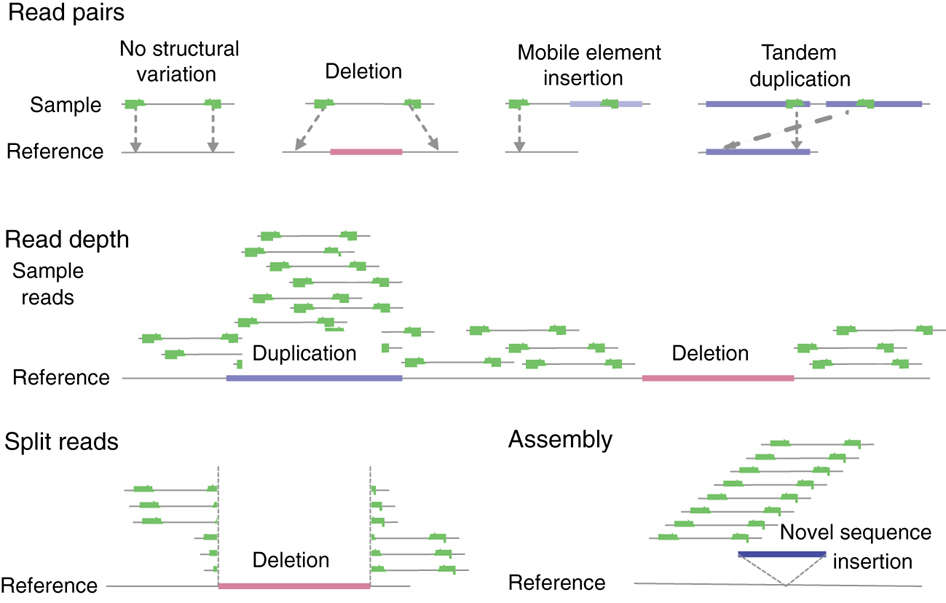 Read pairs
No structural
variation
Deletion
Mobile element
insertion
Tandem
duplication
Sample
Reference
Read depth
Sample
reads
Duplication
Deletion
Reference
Split reads
Deletion
Reference
Assembly
Novel sequence
insertion
Reference